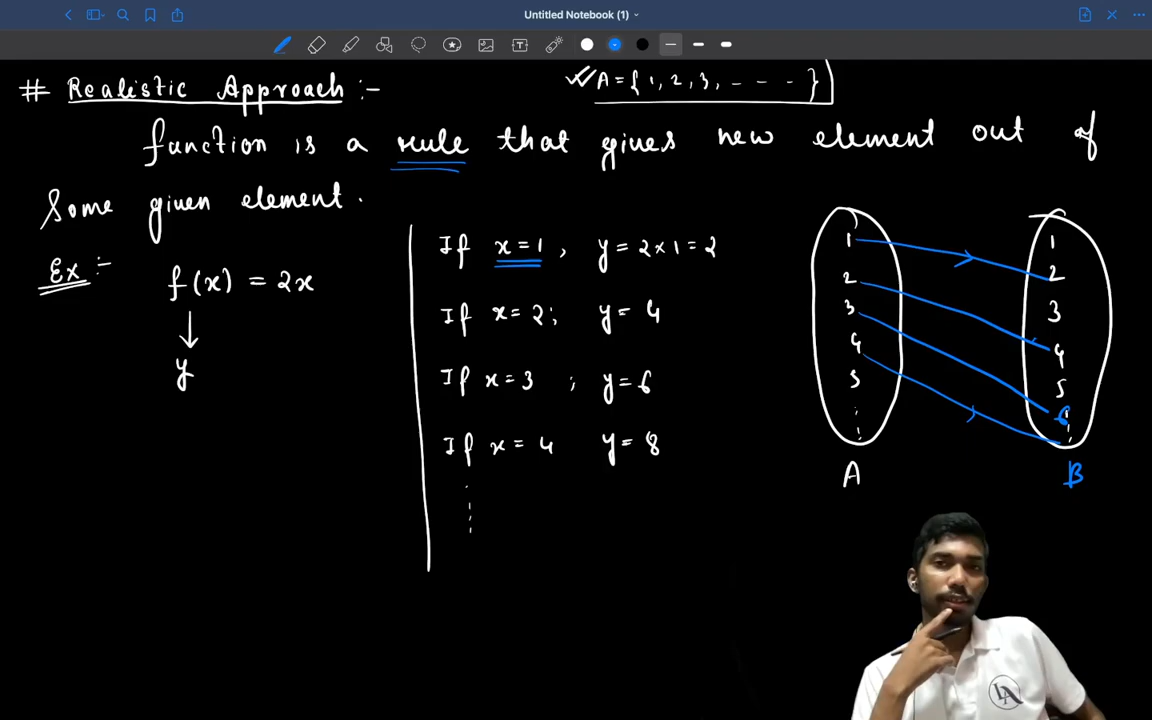 Untitled Notebook (1)
# Realistic Approach :-
A = {1, 2, 3, - - - - }
function is a rule that gives new element out of
Some given element.
Ex :-
f(x) = 2x
y
If x = 1, y = 2 × 1 = 2
If x = 2; y = 4
If x = 3 ; y = 6
If x = 4 y = 8
1
2
3
4
5
A
1
2
3
4
5
6
B
LA